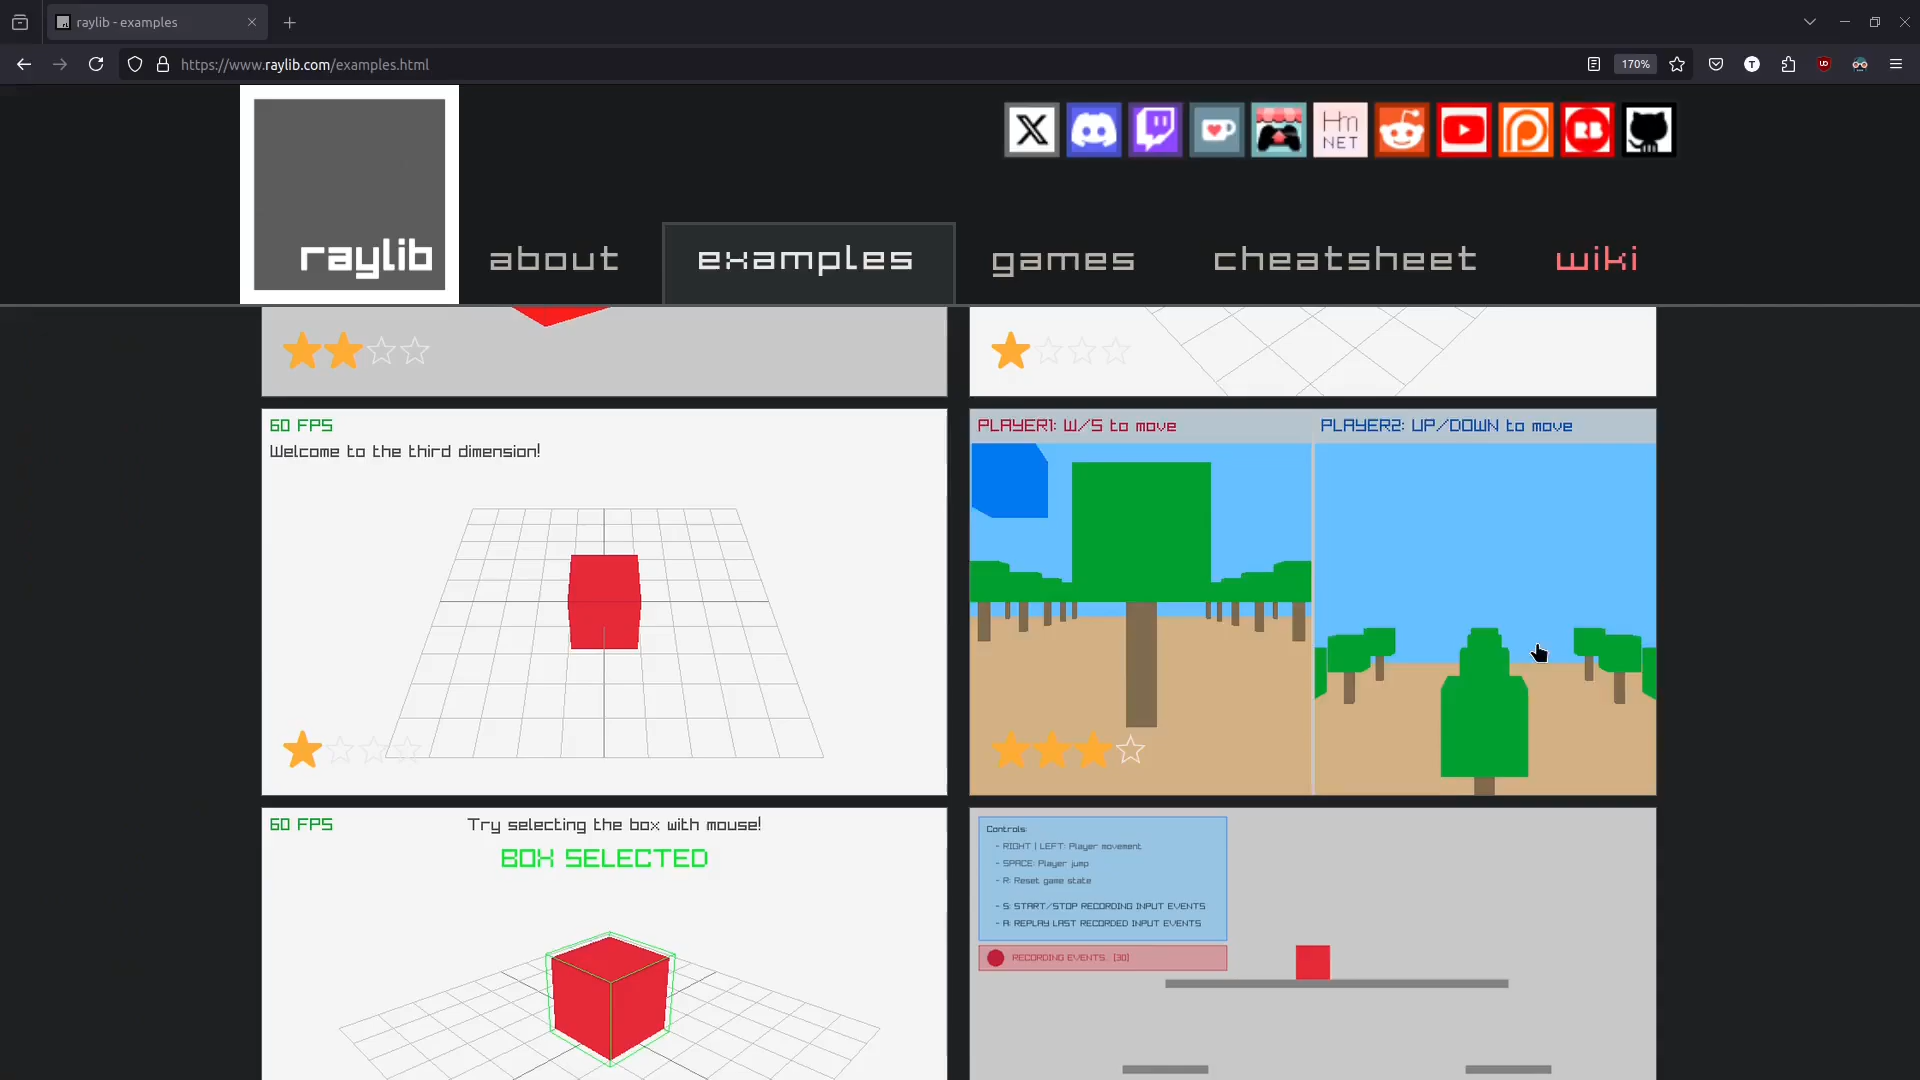 raylib - examples
https://www.raylib.com/examples.html
170%
Hm
NET
raylib
about
examples
games
cheatsheet
wiki
60 FPS
Welcome to the third dimension!
PLAYER1: W/S to move
PLAYER2: UP/DOWN to move
60 FPS
Try selecting the box with mouse!
BOX SELECTED
Controls:
- RIGHT | LEFT: Player movement
- SPACE: Player jump
- R: Reset game state
- S: START/STOP RECORDING INPUT EVENTS
- A: REPLAY LAST RECORDED INPUT EVENTS
RECORDING EVENTS... [30]